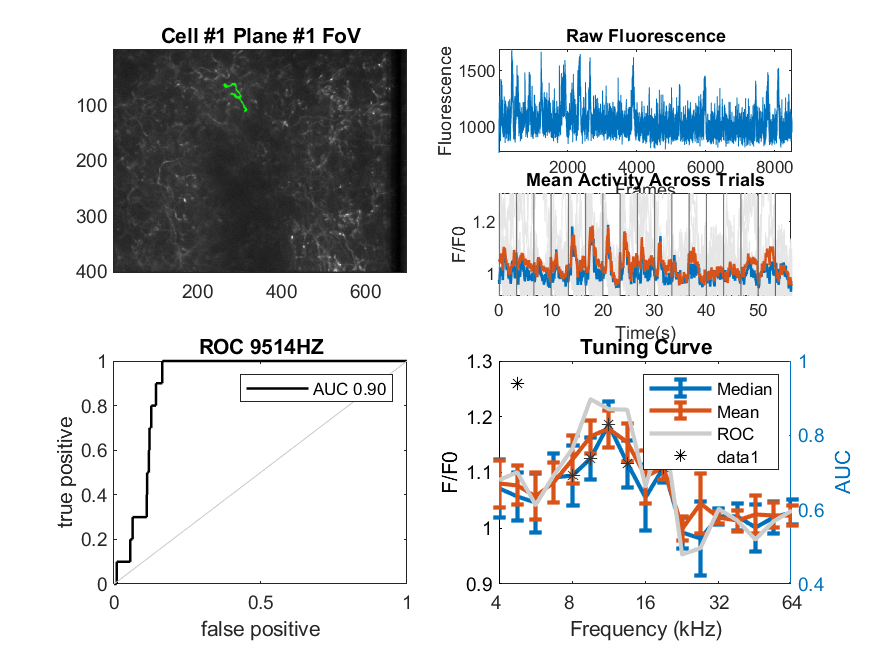 Cell #1 Plane #1 FoV
100
200
300
400
200 400 600
Raw Fluorescence
Fluorescence
1500
1000
2000 4000 6000 8000
Frames
Mean Activity Across Trials
F/F0
1.2
1
0 10 20 30 40 50
Time(s)
ROC 9514HZ
true positive
1
0.8
0.6
0.4
0.2
0
AUC 0.90
0 0.5 1
false positive
Tuning Curve
F/F0
1.3
1.2
1.1
1
0.9
Median
Mean
ROC
data1
1
0.8
0.6
0.4
AUC
4 8 16 32 64
Frequency (kHz)